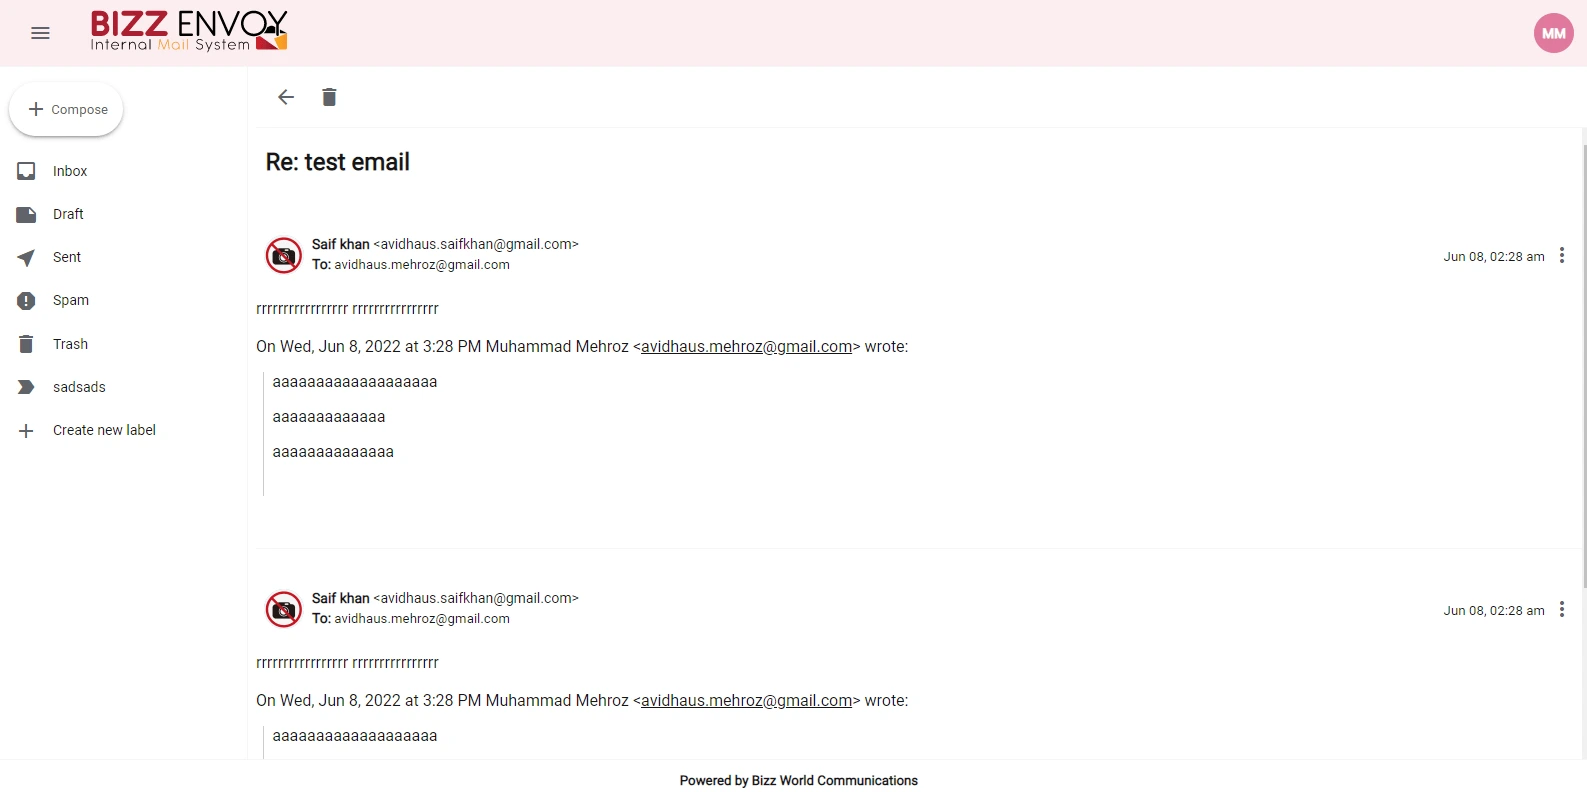 BIZZ ENVOY
Internal Mail System
MM
Compose
Inbox
Draft
Sent
Spam
Trash
sadsads
Create new label
Re: test email
Saif khan <avidhaus.saifkhan@gmail.com>
To: avidhaus.mehroz@gmail.com
Jun 08, 02:28 am
rrrrrrrrrrrrrrrrr rrrrrrrrrrrrrrrr
On Wed, Jun 8, 2022 at 3:28 PM Muhammad Mehroz <avidhaus.mehroz@gmail.com> wrote:
aaaaaaaaaaaaaaaaaaa
aaaaaaaaaaaaa
aaaaaaaaaaaaaa
Saif khan <avidhaus.saifkhan@gmail.com>
To: avidhaus.mehroz@gmail.com
Jun 08, 02:28 am
rrrrrrrrrrrrrrrrr rrrrrrrrrrrrrrrr
On Wed, Jun 8, 2022 at 3:28 PM Muhammad Mehroz <avidhaus.mehroz@gmail.com> wrote:
aaaaaaaaaaaaaaaaaaa
Powered by Bizz World Communications